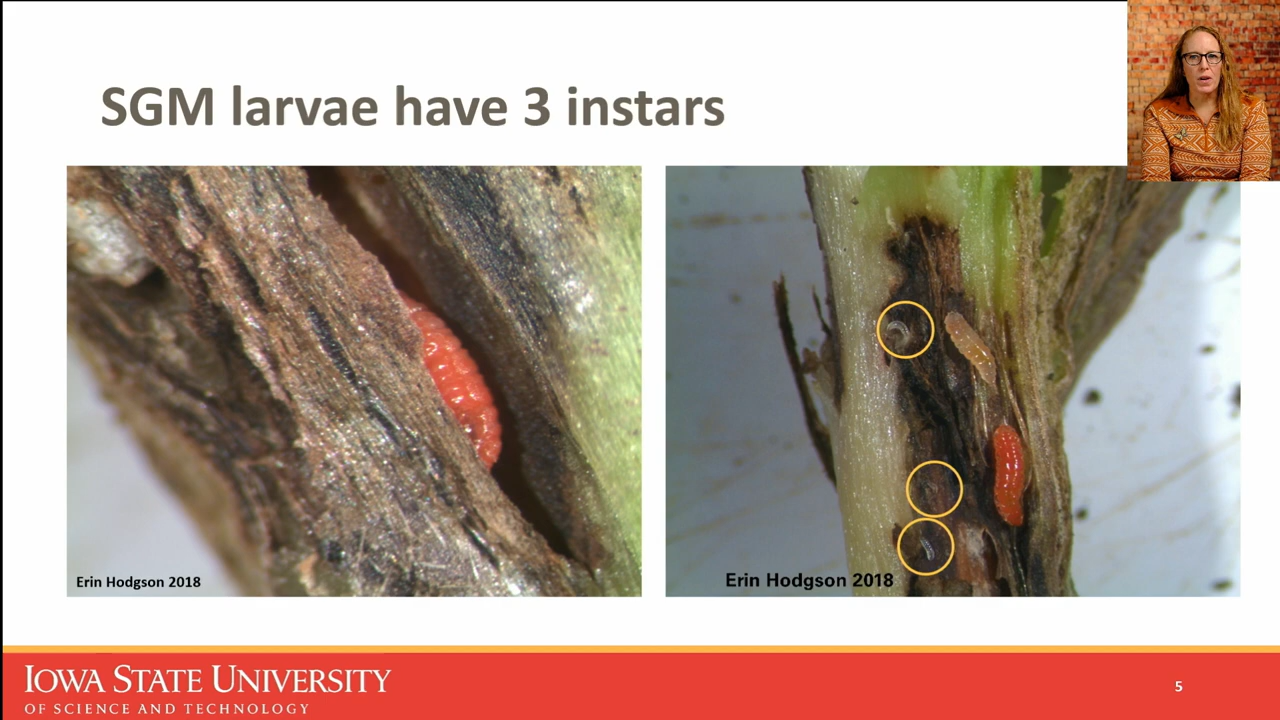 SGM larvae have 3 instars
Erin Hodgson 2018
Erin Hodgson 2018
IOWA STATE UNIVERSITY
OF SCIENCE AND TECHNOLOGY
5